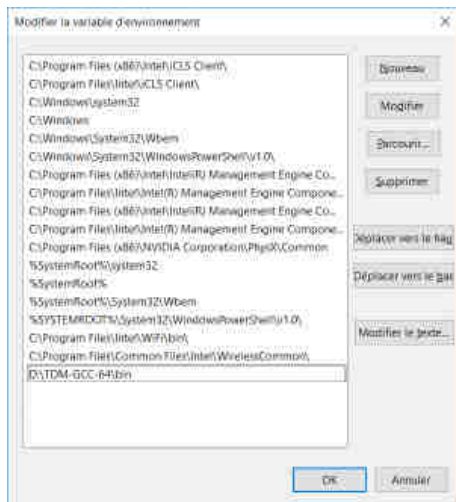 Modifier la variable d'environnement
C:\Program Files (x86)\Intel\iCLS Client\
C:\Program Files\Intel\iCLS Client\
C:\Windows\system32
C:\Windows
C:\Windows\System32\Wbem
C:\Windows\System32\WindowsPowerShell\v1.0\
C:\Program Files (x86)\Intel\Intel(R) Management Engine Co...
C:\Program Files\Intel\Intel(R) Management Engine Compone...
C:\Program Files (x86)\Intel\Intel(R) Management Engine Co...
C:\Program Files\Intel\Intel(R) Management Engine Compone...
C:\Program Files (x86)\NVIDIA Corporation\PhysX\Common
%SystemRoot%\system32
%SystemRoot%
%SystemRoot%\System32\Wbem
%SYSTEMROOT%\System32\WindowsPowerShell\v1.0\
C:\Program Files\Intel\WiFi\bin\
C:\Program Files\Common Files\Intel\WirelessCommon\
D:\TDM-GCC-64\bin
Nouveau
Modifier
Parcourir...
Supprimer
Déplacer vers le hau
Déplacer vers le bas
Modifier le texte...
OK
Annuler